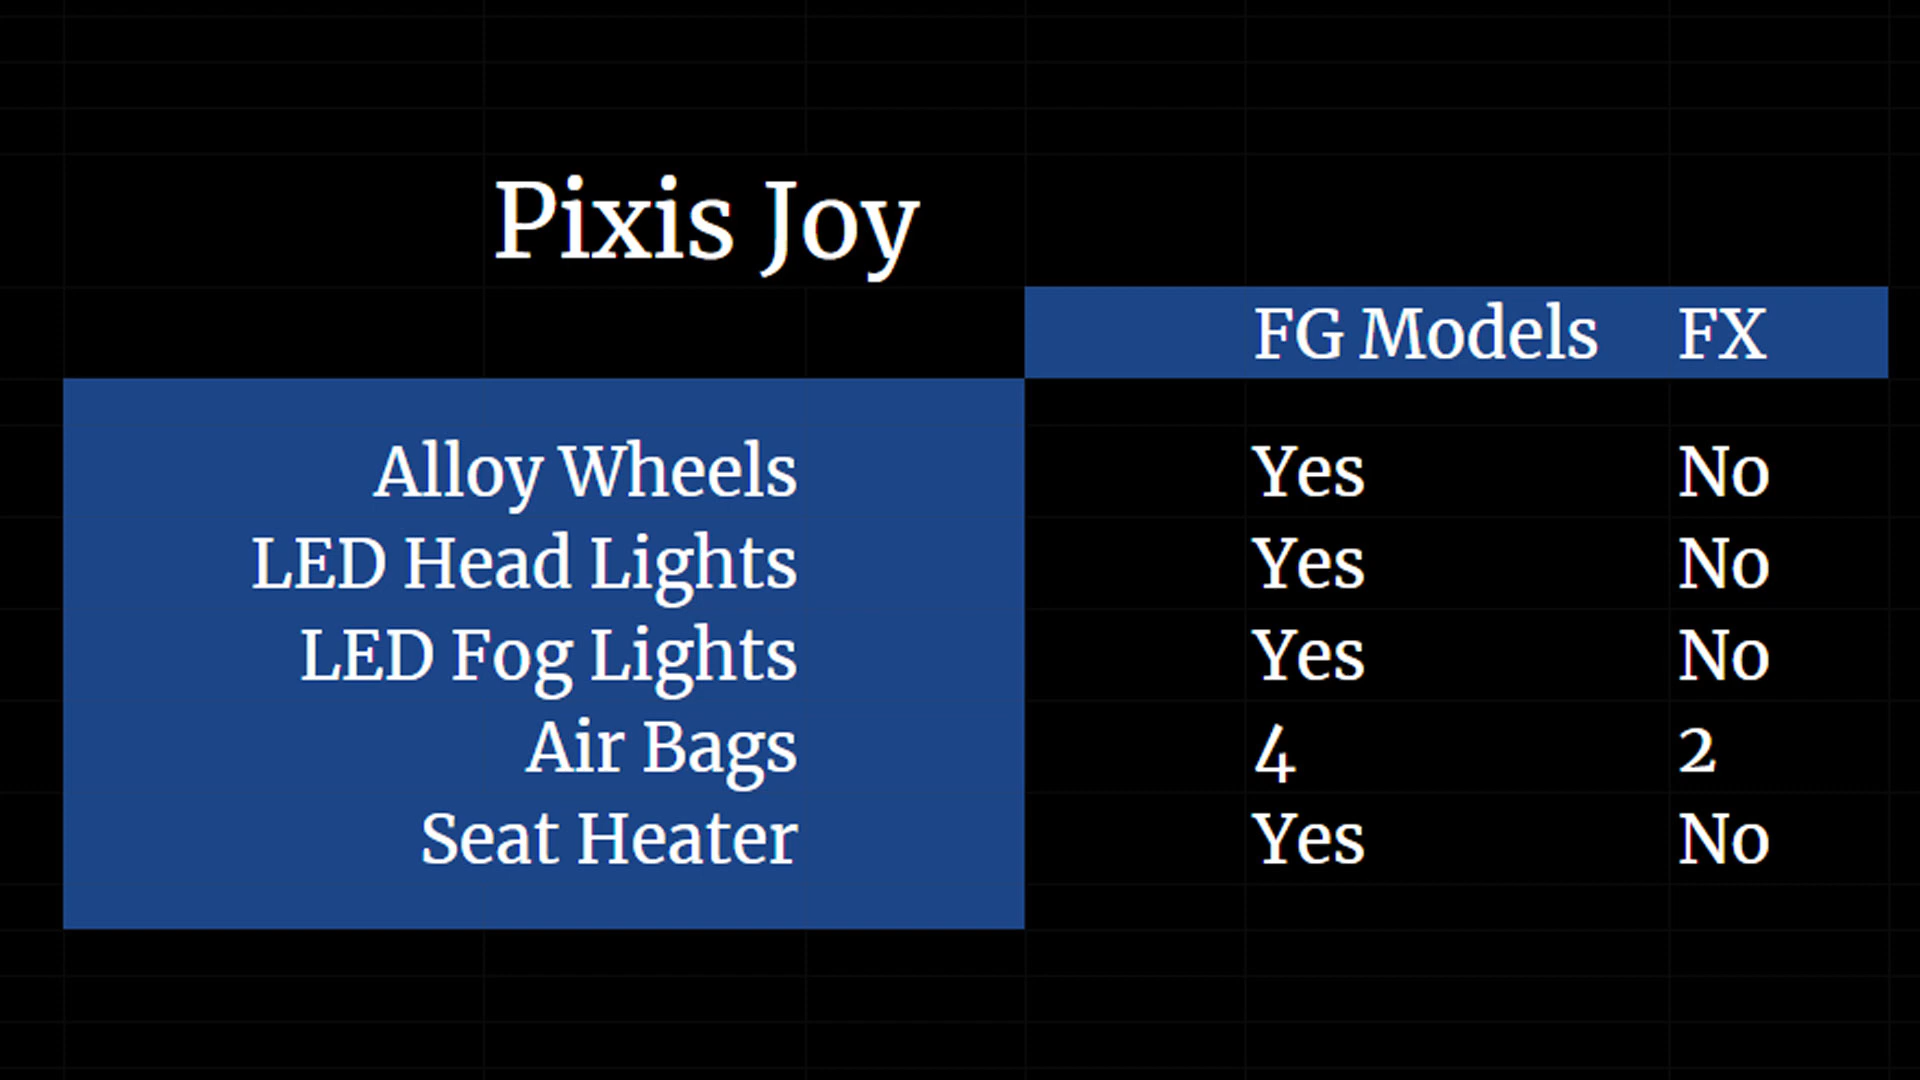 Pixis Joy
FG Models FX
Alloy Wheels Yes No
LED Head Lights Yes No
LED Fog Lights Yes No
Air Bags 4 2
Seat Heater Yes No